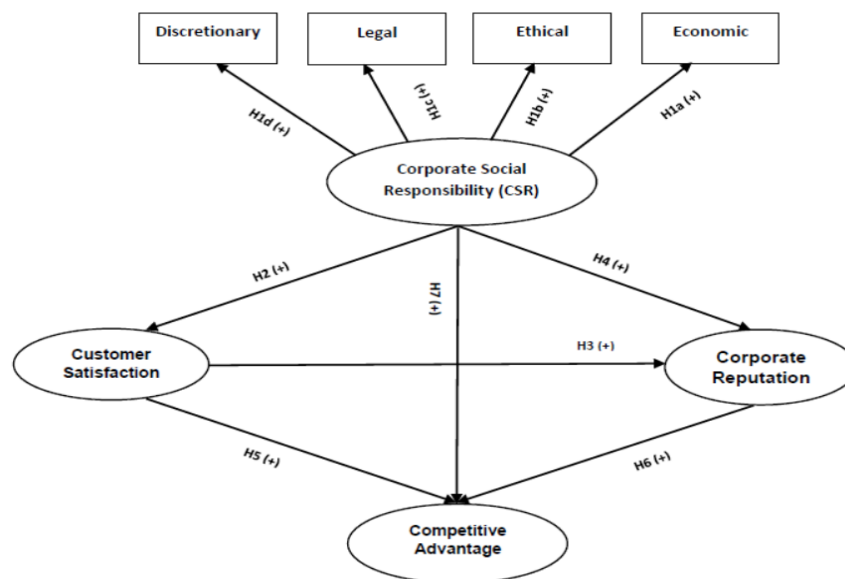 Discretionary
Legal
Ethical
Economic
H1d (+)
H1c (+)
H1b (+)
H1a (+)
Corporate Social
Responsibility (CSR)
H2 (+)
H7 (+)
H4 (+)
Customer
Satisfaction
H3 (+)
Corporate
Reputation
H5 (+)
H6 (+)
Competitive
Advantage